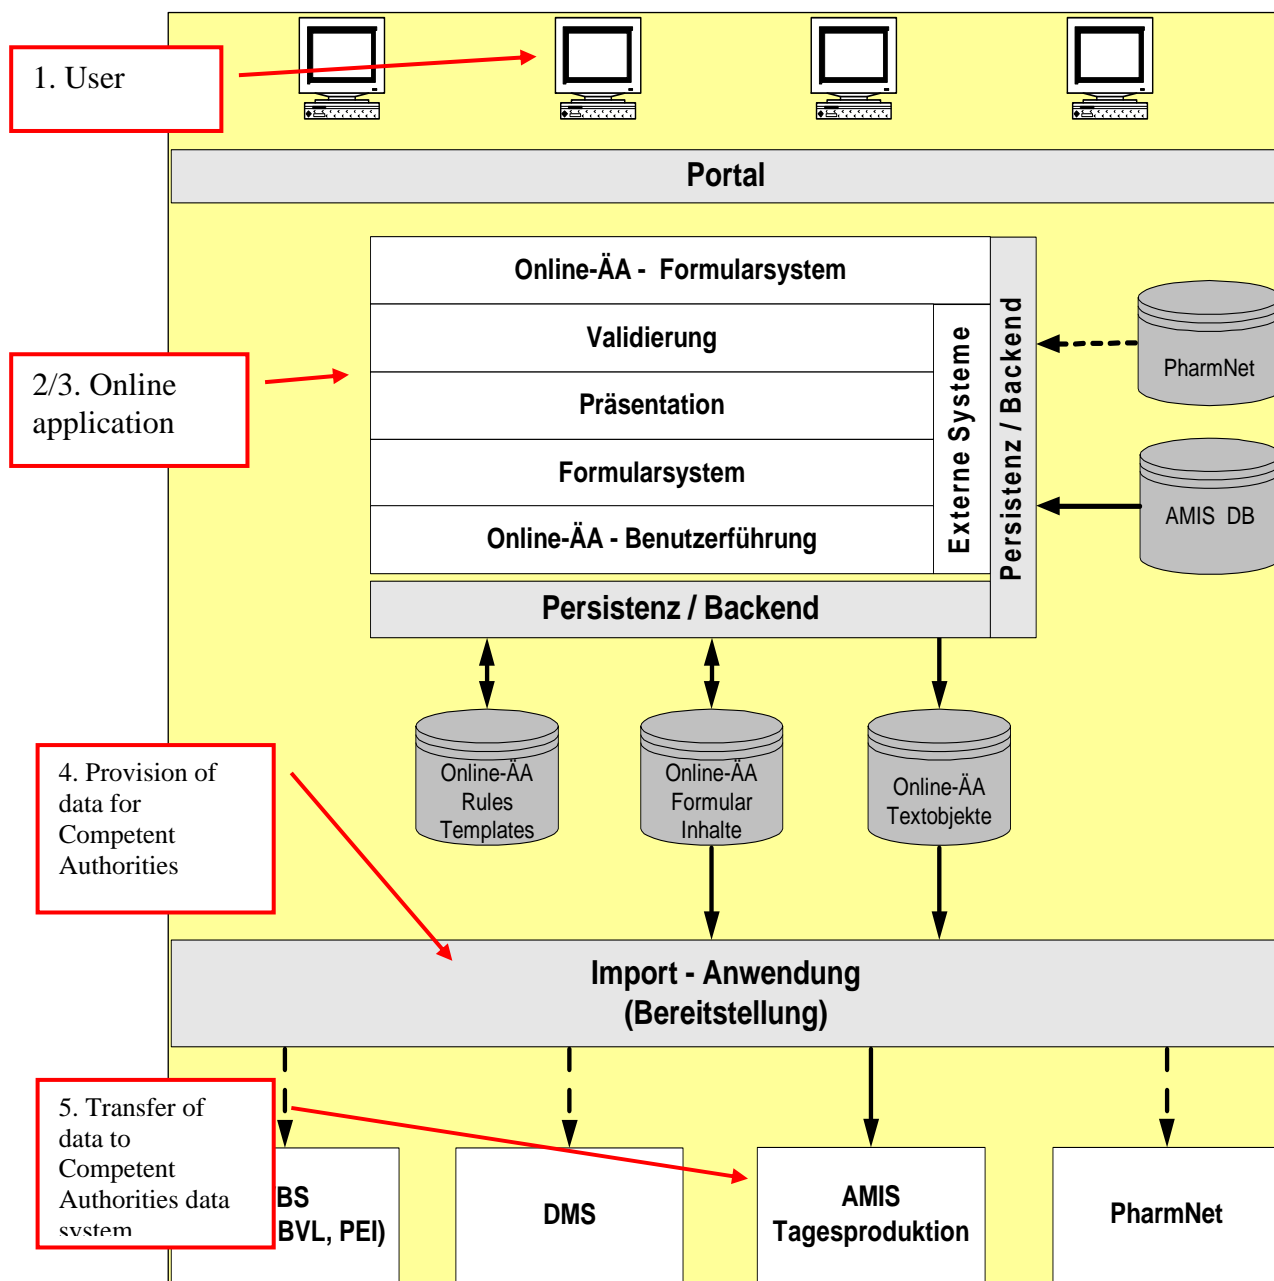 1. User
Portal
Online-ÄA - Formularsystem
Validierung
Präsentation
Formularsystem
Online-ÄA - Benutzerführung
Externe Systeme
Persistenz / Backend
Persistenz / Backend
PharmNet
AMIS DB
2/3. Online
application
Online-ÄA
Rules
Templates
Online-ÄA
Formular
Inhalte
Online-ÄA
Textobjekte
4. Provision of
data for
Competent
Authorities
Import - Anwendung
(Bereitstellung)
5. Transfer of
data to
Competent
Authorities data
system
BS
BVL, PEI)
DMS
AMIS
Tagesproduktion
PharmNet